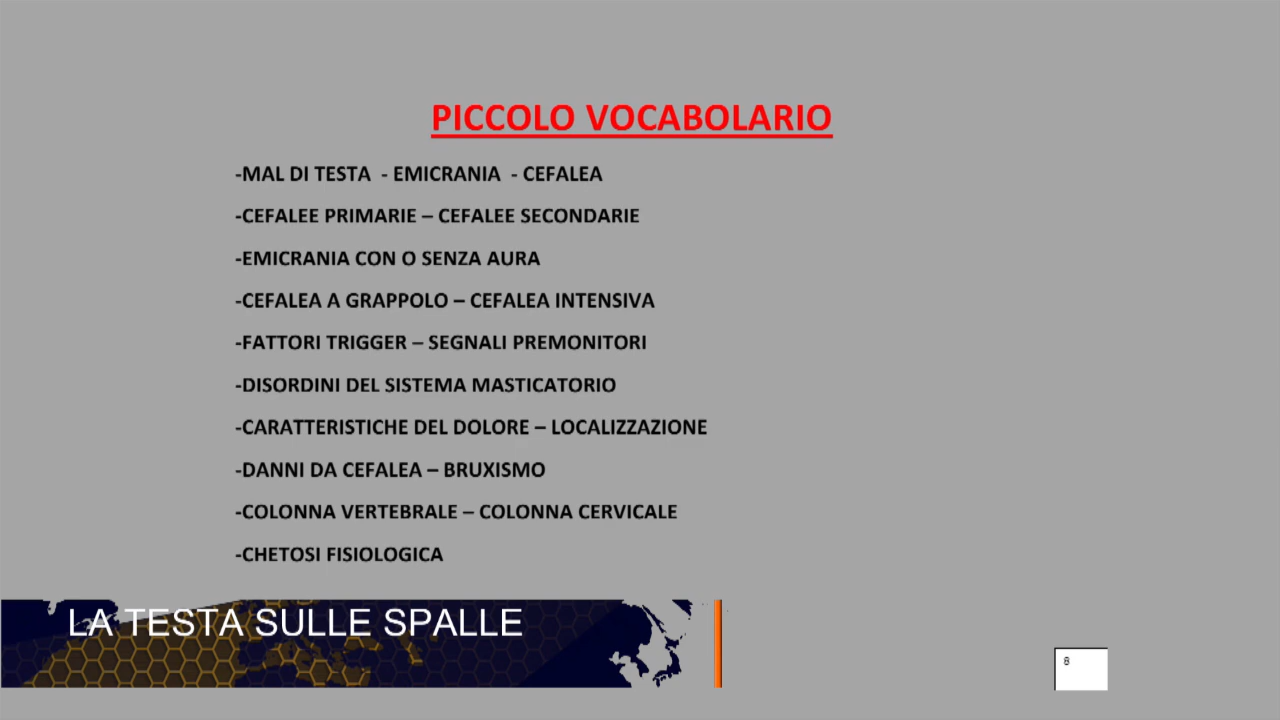 PICCOLO VOCABOLARIO
-MAL DI TESTA  - EMICRANIA  - CEFALEA
-CEFALEE PRIMARIE – CEFALEE SECONDARIE
-EMICRANIA CON O SENZA AURA
-CEFALEA A GRAPPOLO – CEFALEA INTENSIVA
-FATTORI TRIGGER – SEGNALI PREMONITORI
-DISORDINI DEL SISTEMA MASTICATORIO
-CARATTERISTICHE DEL DOLORE – LOCALIZZAZIONE
-DANNI DA CEFALEA – BRUXISMO
-COLONNA VERTEBRALE – COLONNA CERVICALE
-CHETOSI FISIOLOGICA
LA TESTA SULLE SPALLE
8